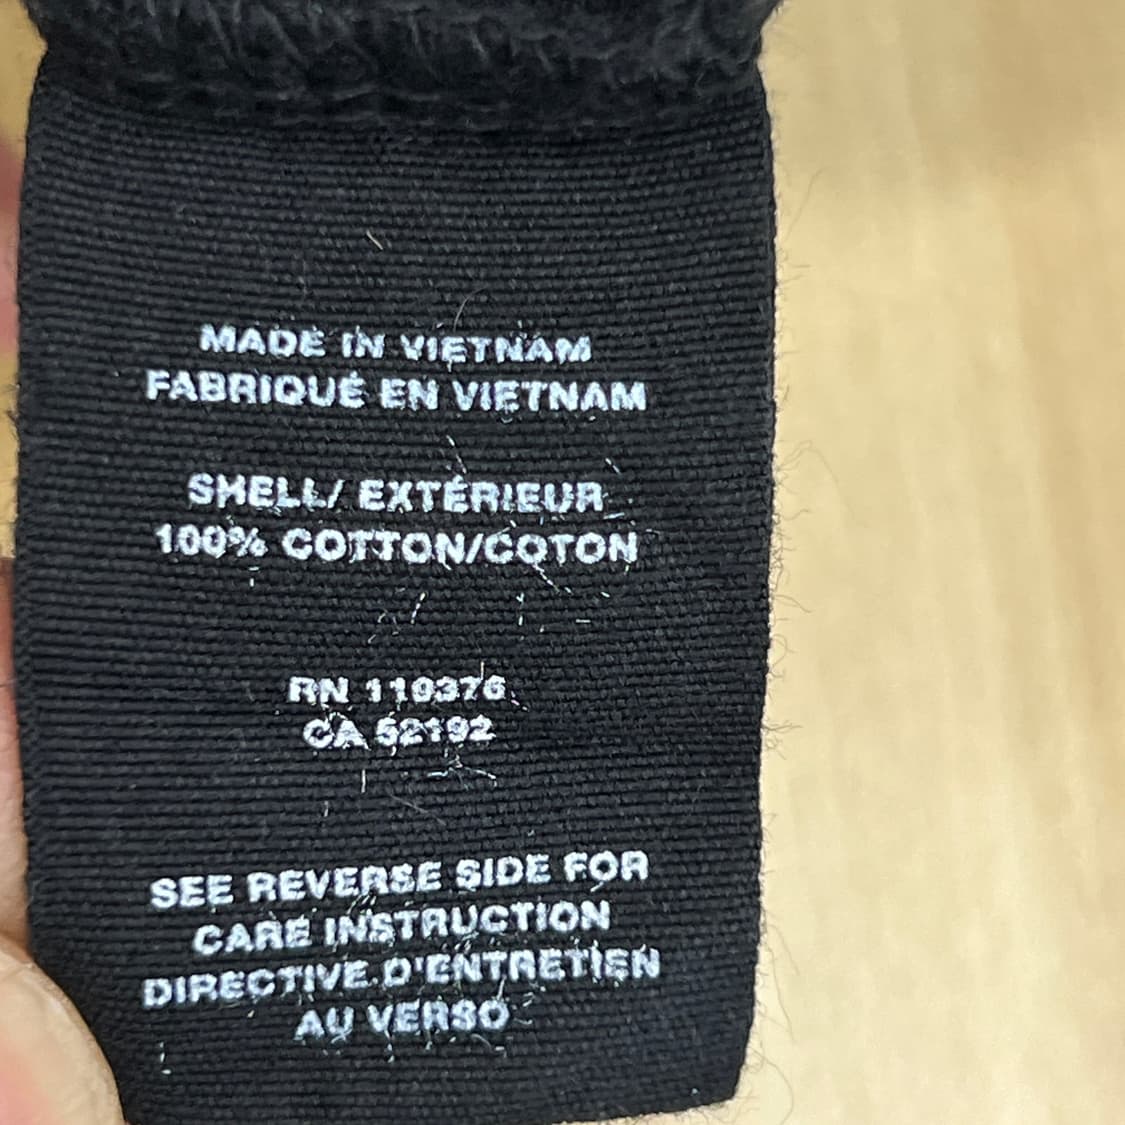 MADE IN VIETNAM
FABRIQUÉ EN VIETNAM
SHELL/ EXTÉRIEUR
100% COTTON/COTON
RN 110376
CA 52192
SEE REVERSE SIDE FOR
CARE INSTRUCTION
DIRECTIVE D'ENTRETIEN
AU VERSO